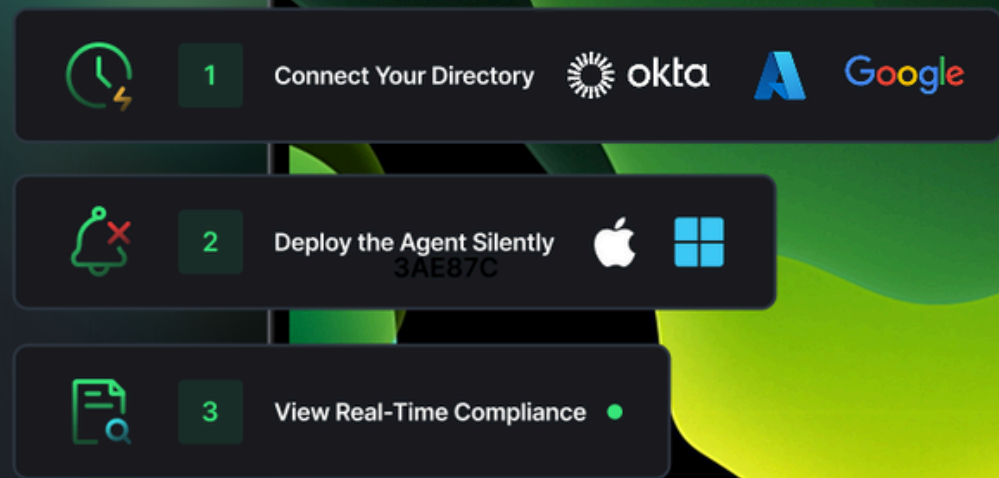 1 Connect Your Directory okta Google
2 Deploy the Agent Silently
3AE87C
3 View Real-Time Compliance